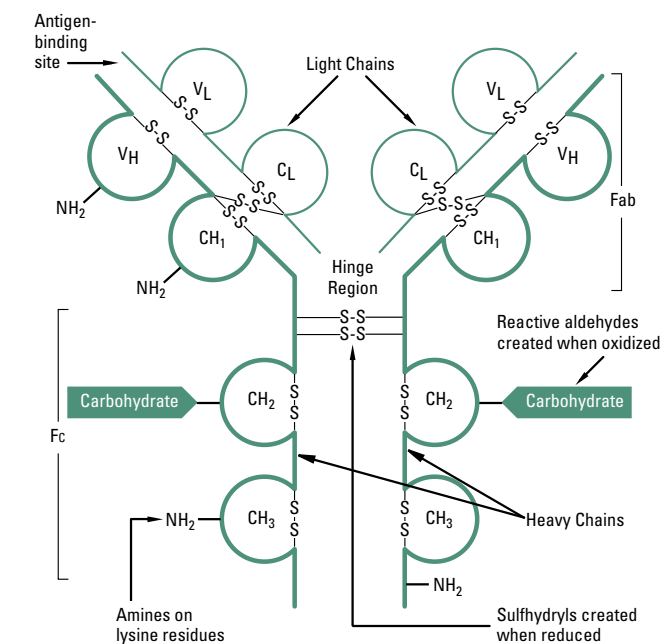 Antigen-
binding
site
Light Chains
VL
VL
S-S
S-S
S-S
S-S
VH
VH
CL
CL
Fab
NH2
S-S
S-S
S-S
S-S
S-S
S-S
CH1
CH1
NH2
Hinge
Region
S-S
S-S
Reactive aldehydes
created when oxidized
Carbohydrate
CH2
S-S
S-S
CH2
Carbohydrate
Fc
NH2
CH3
S-S
S-S
CH3
Heavy Chains
NH2
Amines on
lysine residues
Sulfhydryls created
when reduced